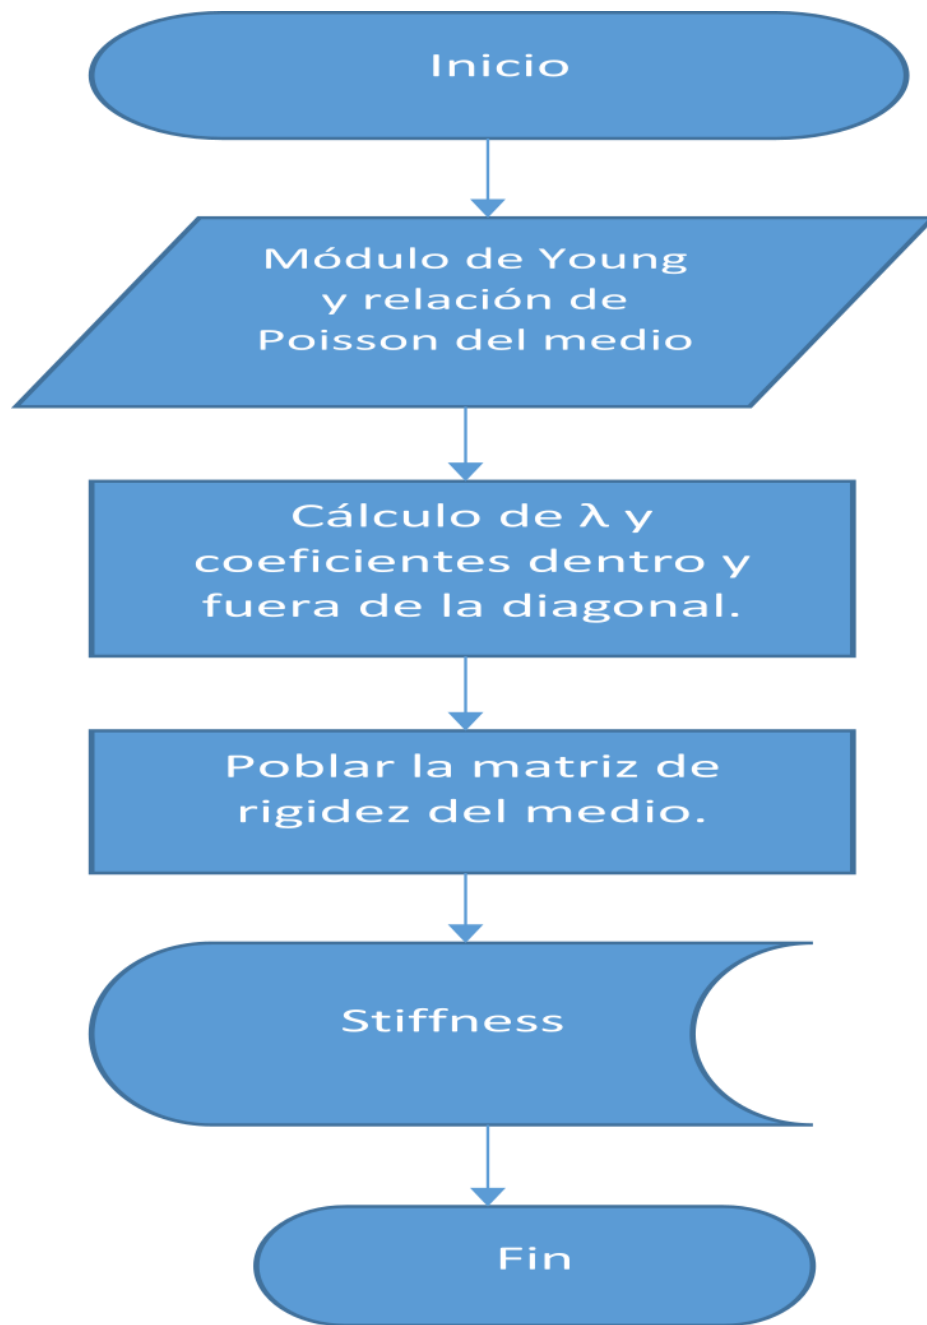 Inicio
Módulo de Young
y relación de
Poisson del medio
Cálculo de λ y
coeficientes dentro y
fuera de la diagonal.
Poblar la matriz de
rigidez del medio.
Stiffness
Fin